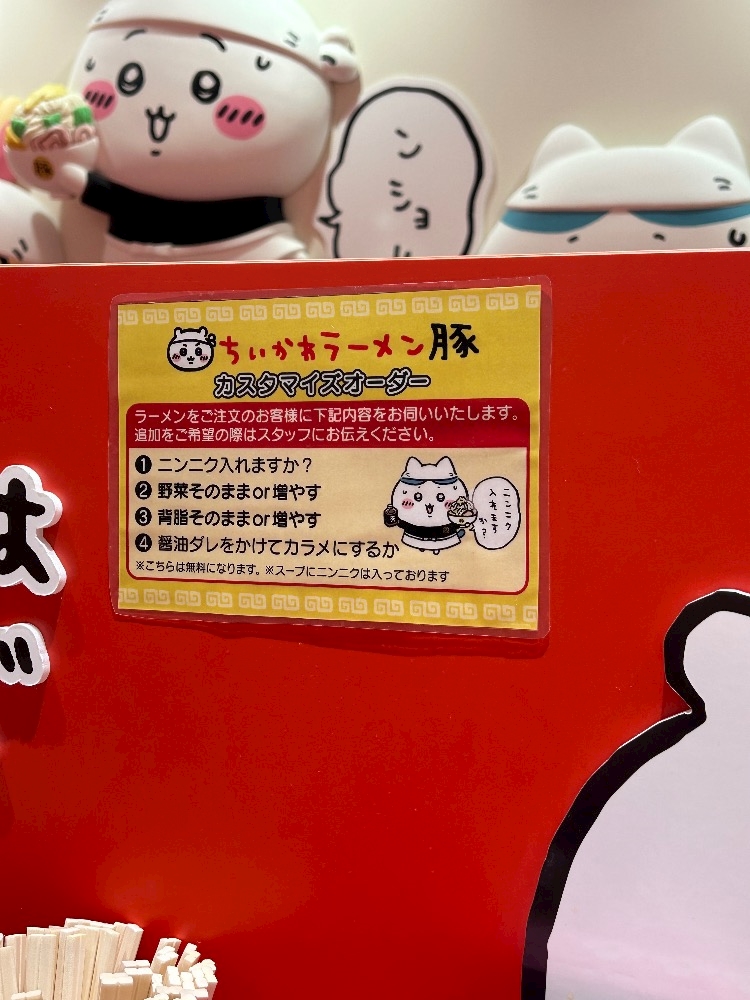 ンショ
ちいかわラーメン豚
カスタマイズオーダー
ラーメンをご注文のお客様に下記内容をお伺いいたします。
追加をご希望の際はスタッフにお伝えください。
❶ ニンニク入れますか？
❷ 野菜そのままor増やす
❸ 背脂そのままor増やす
❹ 醤油ダレをかけてカラメにするか
※こちらは無料になります。※スープにニンニクは入っております
ニンニク
入れます
か？
は